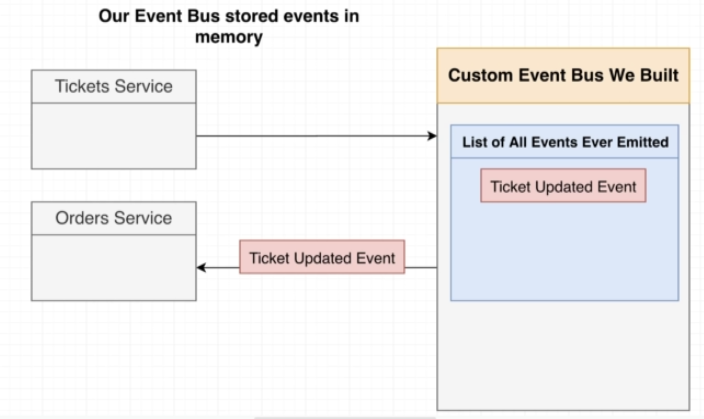 Our Event Bus stored events in
memory
Custom Event Bus We Built
Tickets Service
List of All Events Ever Emitted
Ticket Updated Event
Orders Service
Ticket Updated Event